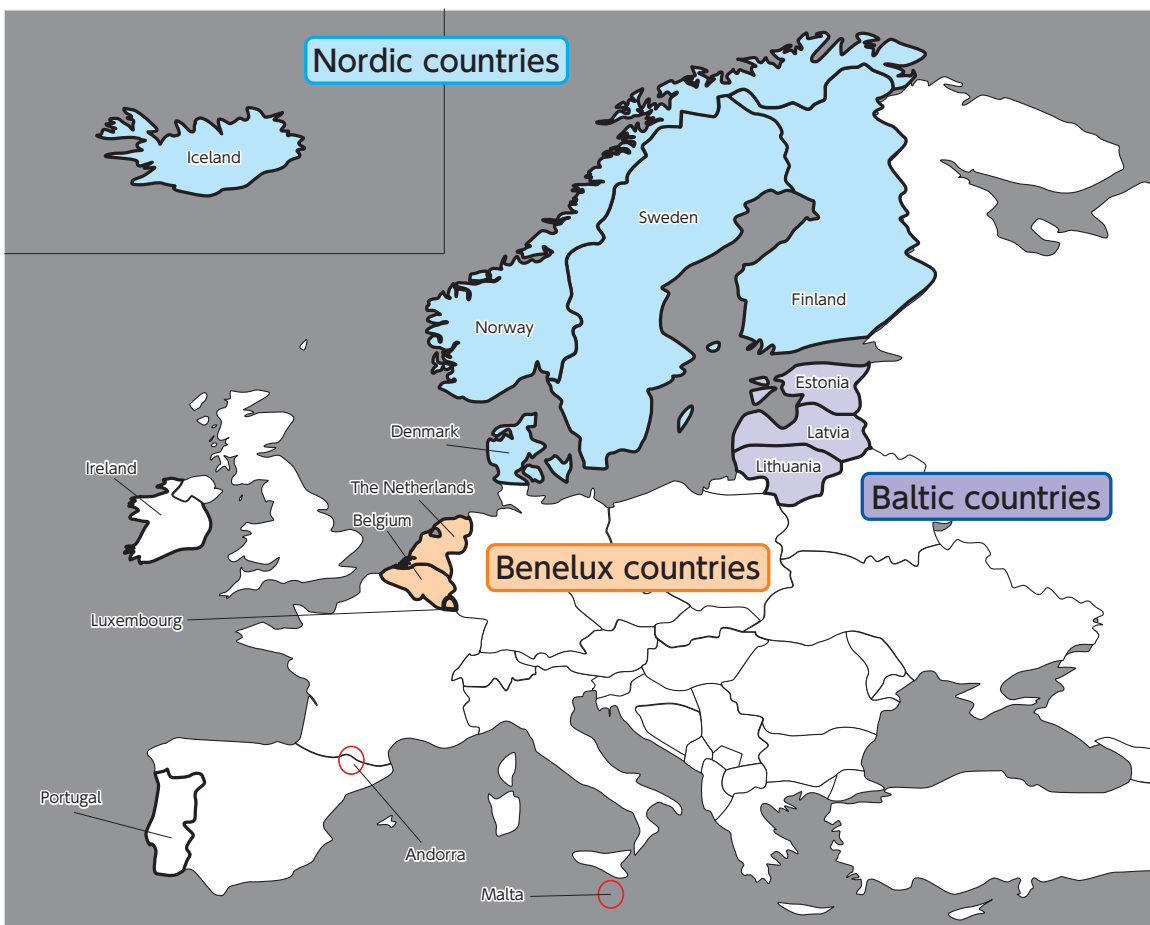 Nordic countries
Iceland
Sweden
Finland
Norway
Estonia
Denmark
Latvia
Ireland
Lithuania
The Netherlands
Baltic countries
Belgium
Benelux countries
Luxembourg
Portugal
Andorra
Malta